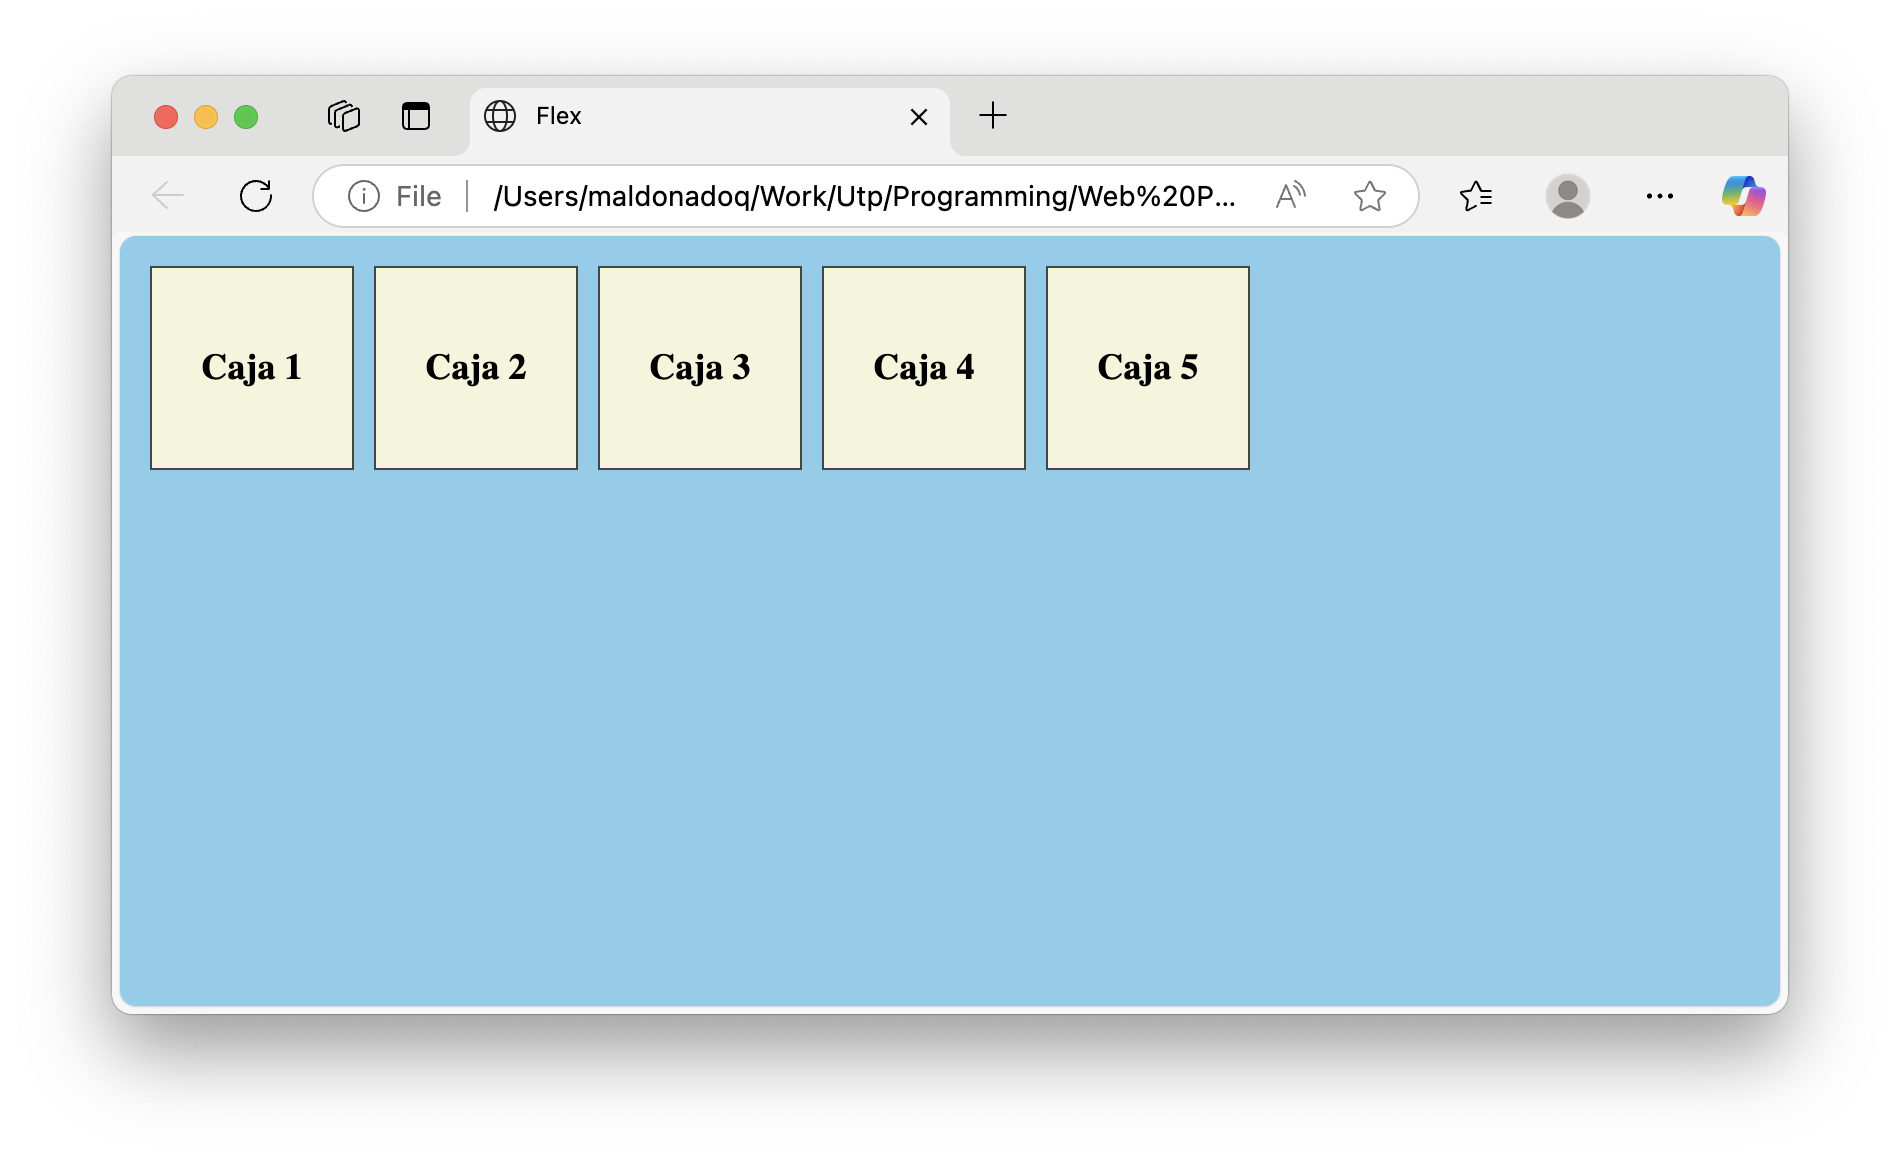 Flex
File
/Users/maldonadoq/Work/Utp/Programming/Web%20P...
Caja 1
Caja 2
Caja 3
Caja 4
Caja 5